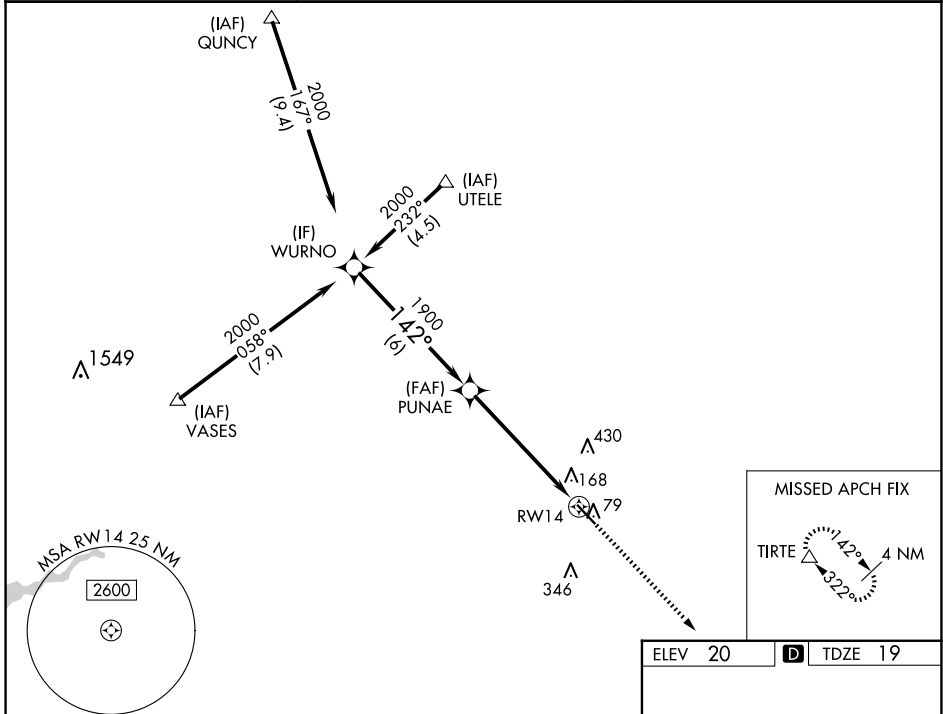 (IAF)
QUNCY
2000
167°
(9.4)
(IAF)
UTELE
2000
232°
(4.5)
(IF)
WURNO
2000
058°
(7.9)
1900
142°
(6)
1549
(IAF)
VASES
(FAF)
PUNAE
430
168
RW14
79
346
MISSED APCH FIX
TIRTE
142°
4 NM
322°
MSA RW14 25 NM
2600
ELEV 20
D
TDZE 19